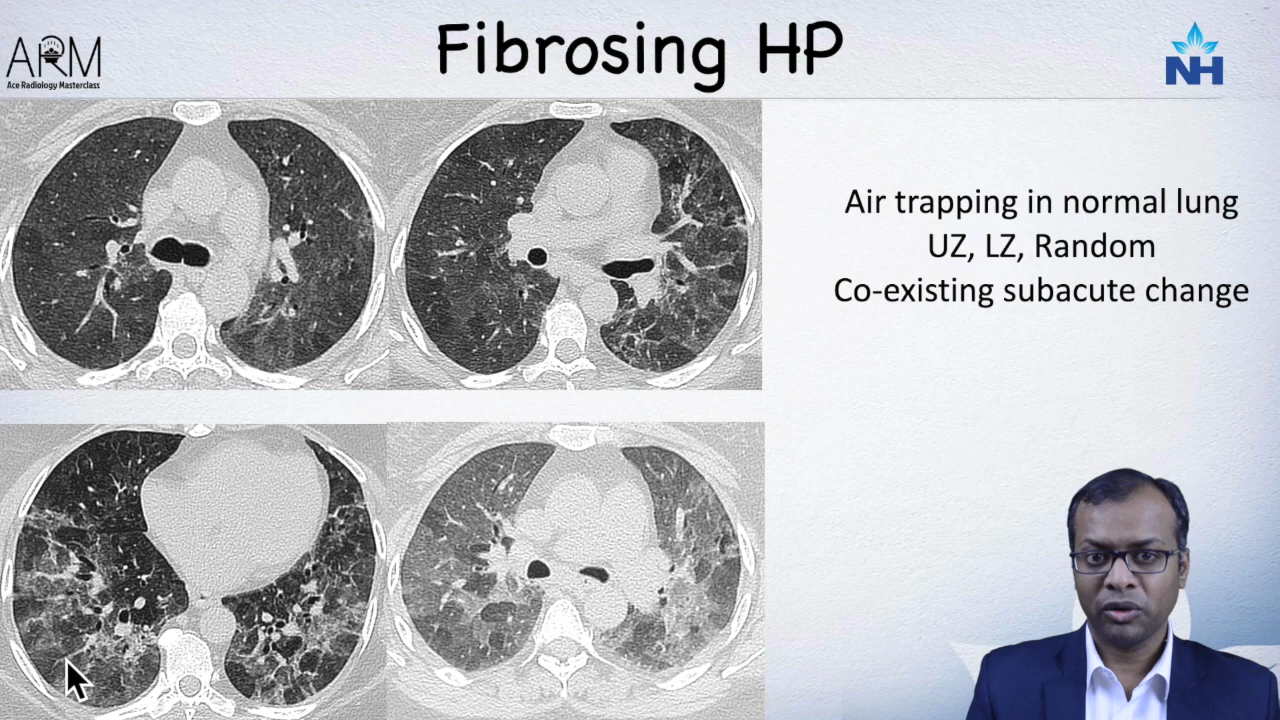 Fibrosing HP
ARM
Ace Radiology Masterclass
NH
Air trapping in normal lung
UZ, LZ, Random
Co-existing subacute change